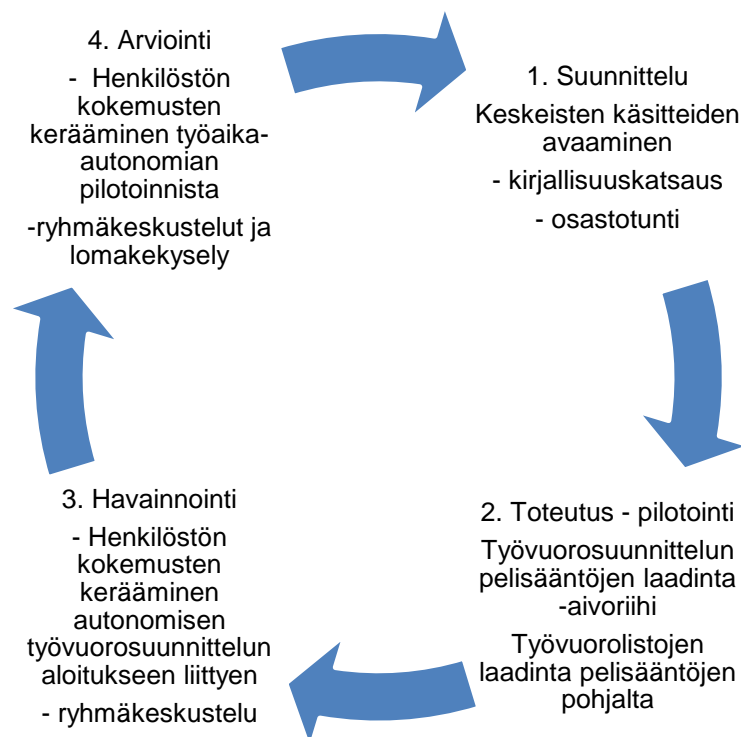 4. Arviointi
- Henkilöstön
kokemusten
kerääminen työaika-
autonomian
pilotoinnista
-ryhmäkeskustelut ja
lomakekysely
1. Suunnittelu
Keskeisten käsitteiden
avaaminen
- kirjallisuuskatsaus
- osastotunti
2. Toteutus - pilotointi
Työvuorosuunnittelun
pelisääntöjen laadinta
-aivoriihi
Työvuorolistojen
laadinta pelisääntöjen
pohjalta
3. Havainnointi
- Henkilöstön
kokemusten
kerääminen
autonomisen
työvuorosuunnittelun
aloitukseen liittyen
- ryhmäkeskustelu